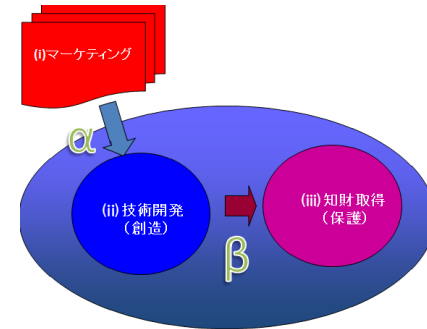 (i)マーケティング
α
(ii)技術開発
（創造）
β
(iii)知財取得
（保護）